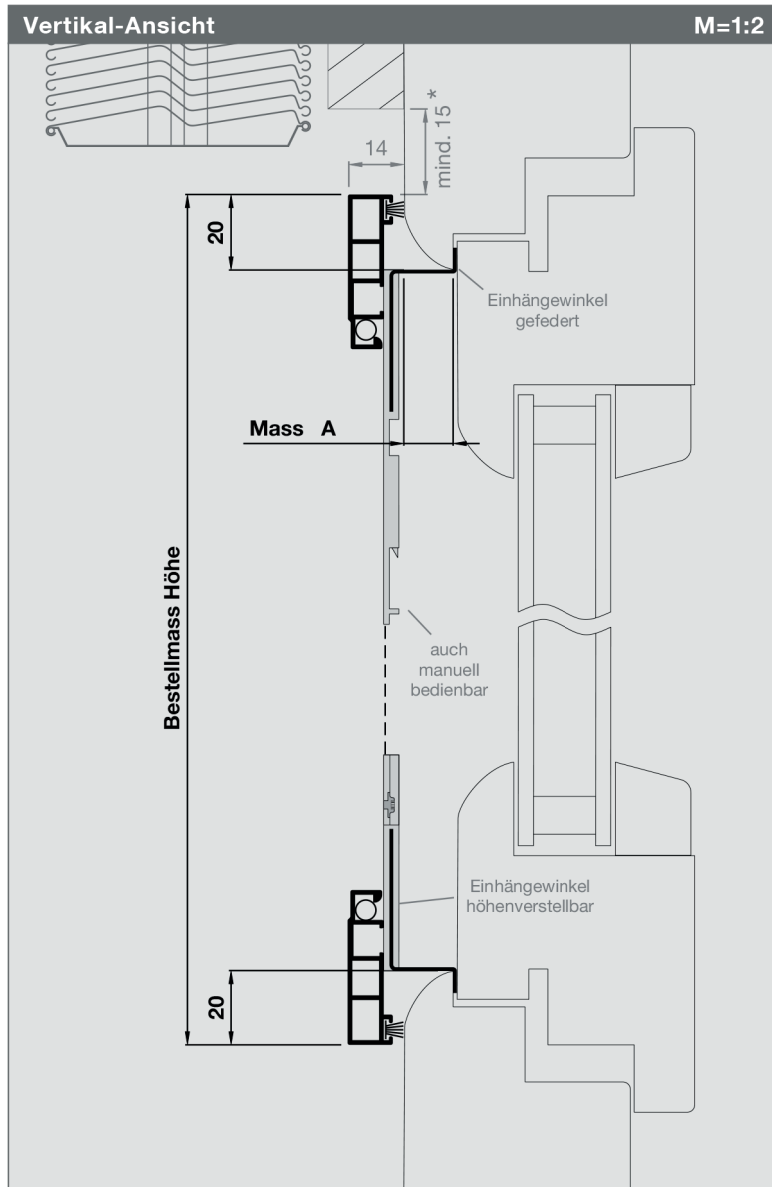 Vertikal-Ansicht M=1:2
14
mind. 15 *
20
Einhängewinkel
gefedert
Mass A
Bestellmass Höhe
auch
manuell
bedienbar
Einhängewinkel
höhenverstellbar
20